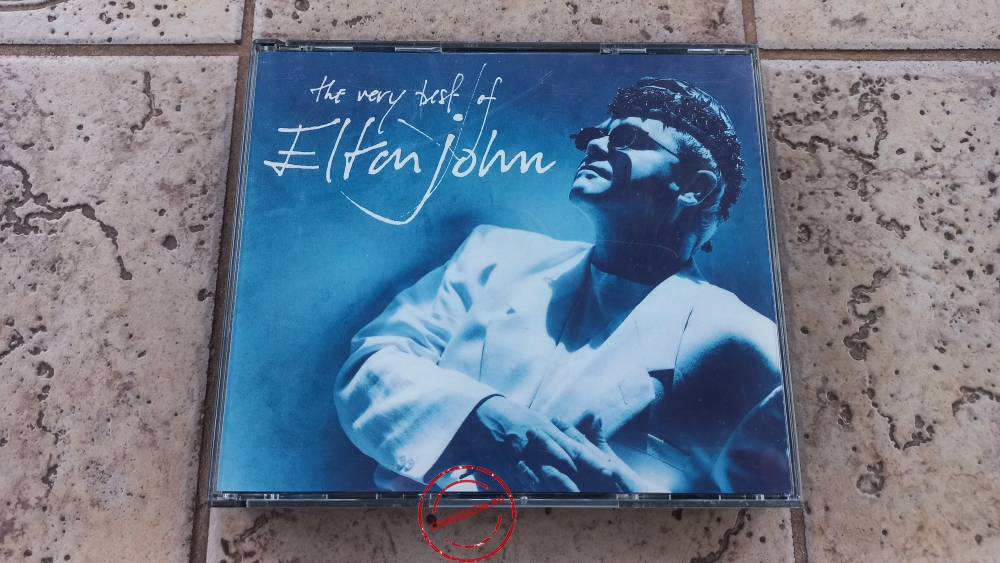 the very best of
Elton john